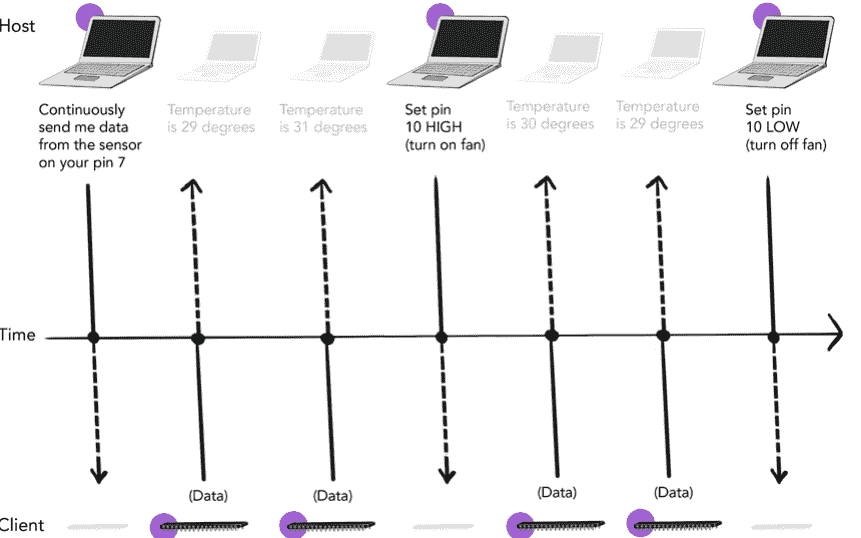 Host
Continuously
send me data
from the sensor
on your pin 7
Temperature
is 29 degrees
Temperature
is 31 degrees
Set pin
10 HIGH
(turn on fan)
Temperature
is 30 degrees
Temperature
is 29 degrees
Set pin
10 LOW
(turn off fan)
Time
(Data)
(Data)
(Data)
(Data)
Client